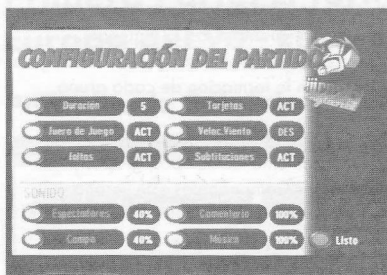 CONFIGURACIÓN DEL PARTIDO
Duración 5 Tarjetas ACT
Fuera de Juego ACT Veloc. Viento DES
Faltas ACT Subtituciones ACT
SONIDO
Espectadores 40% Comentario 100%
Campo 40% Música 100%
Listo